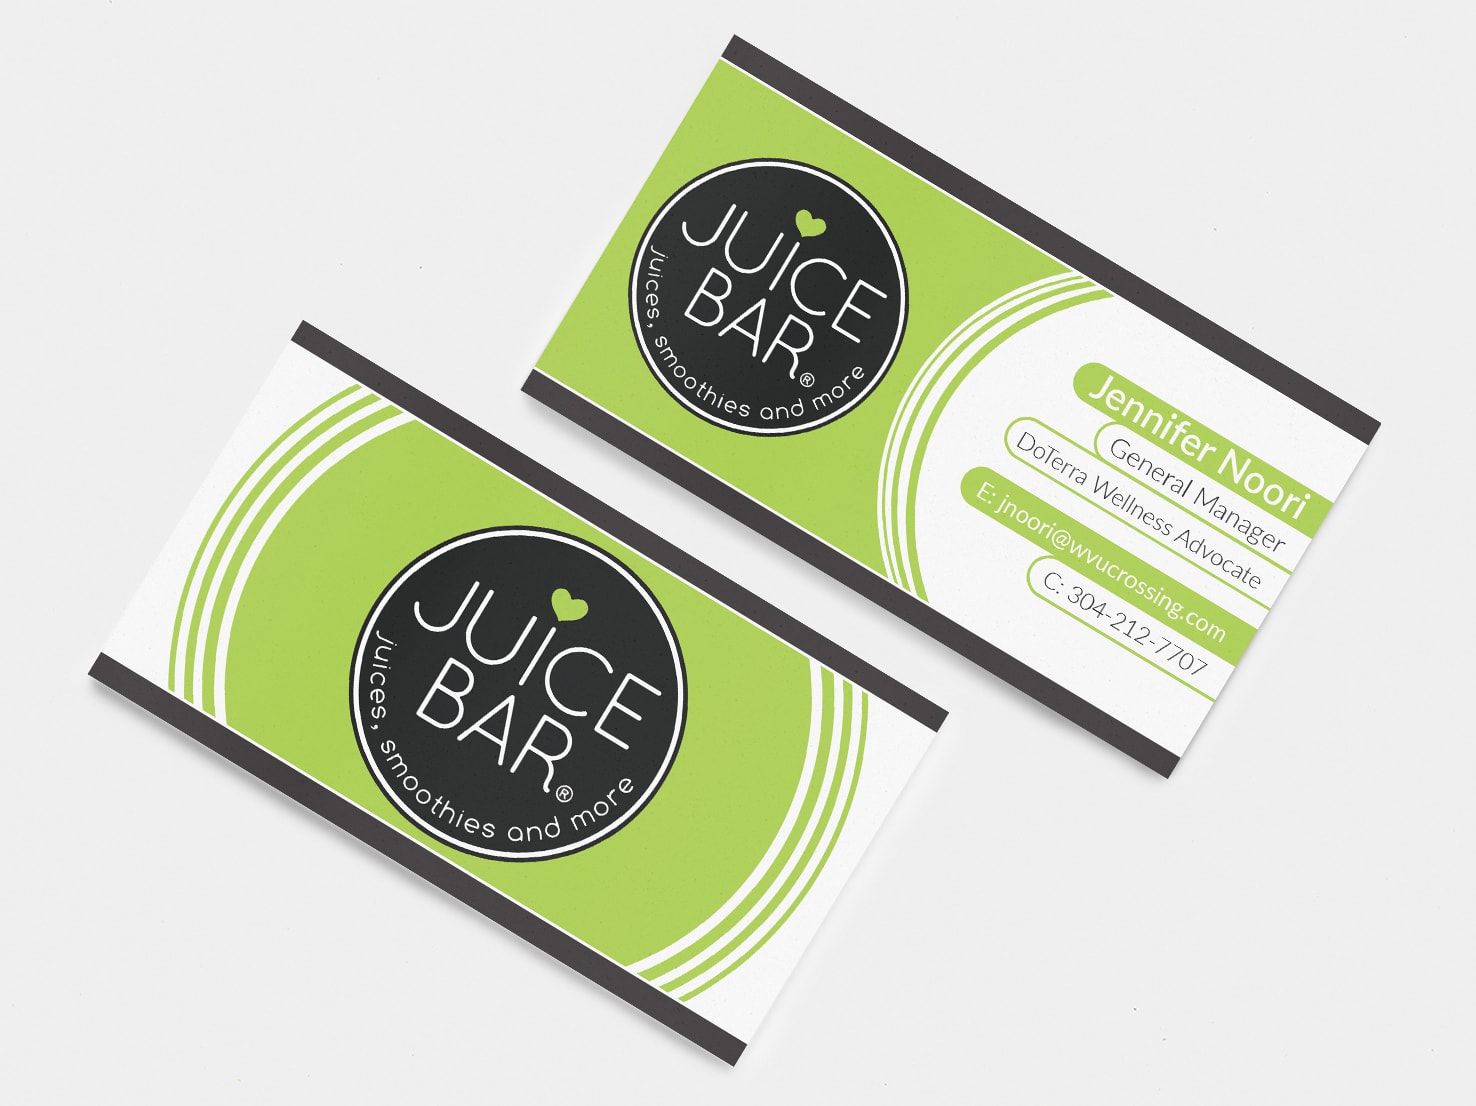 JUICE
BAR®
juices, smoothies and more
Jennifer Noori
General Manager
DoTerra Wellness Advocate
E: jnoori@wvucrossing.com
C: 304-212-7707
JUICE
BAR®
juices, smoothies and more